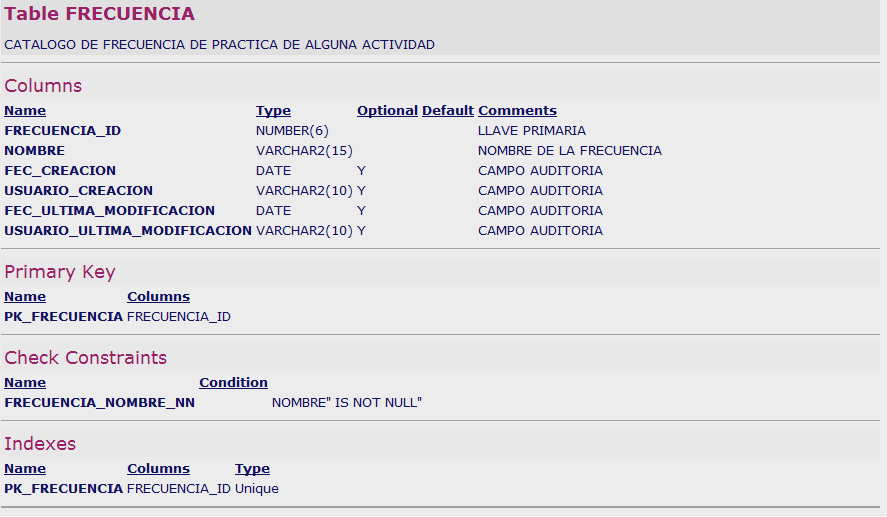 Table FRECUENCIA
CATALOGO DE FRECUENCIA DE PRACTICA DE ALGUNA ACTIVIDAD
Columns
Name Type Optional Default Comments
FRECUENCIA_ID NUMBER(6) LLAVE PRIMARIA
NOMBRE VARCHAR2(15) NOMBRE DE LA FRECUENCIA
FEC_CREACION DATE Y CAMPO AUDITORIA
USUARIO_CREACION VARCHAR2(10) Y CAMPO AUDITORIA
FEC_ULTIMA_MODIFICACION DATE Y CAMPO AUDITORIA
USUARIO_ULTIMA_MODIFICACION VARCHAR2(10) Y CAMPO AUDITORIA
Primary Key
Name Columns
PK_FRECUENCIA FRECUENCIA_ID
Check Constraints
Name Condition
FRECUENCIA_NOMBRE_NN NOMBRE" IS NOT NULL"
Indexes
Name Columns Type
PK_FRECUENCIA FRECUENCIA_ID Unique